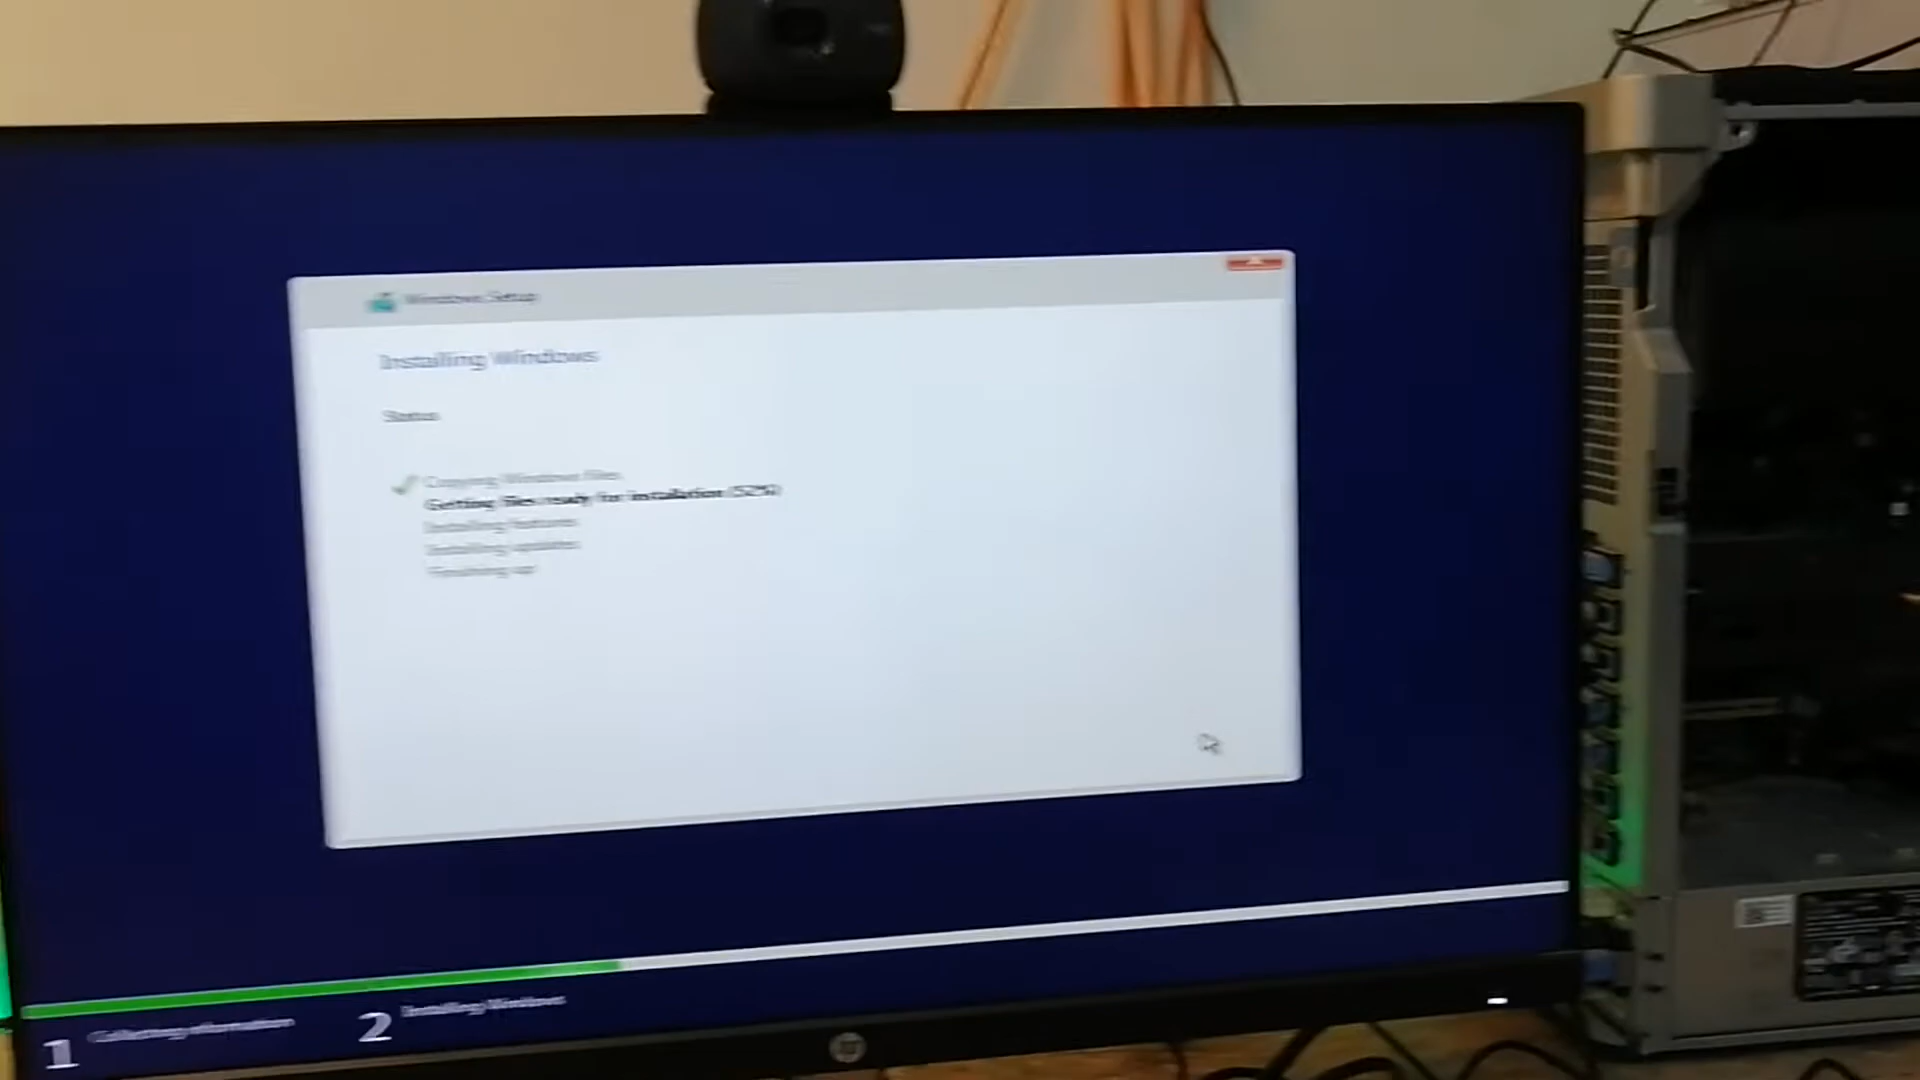 Windows Setup
Installing Windows
Status
Copying Windows files
Getting files ready for installation (52%)
Installing features
Installing updates
Finishing up
1 Collecting information
2 Installing Windows
hp